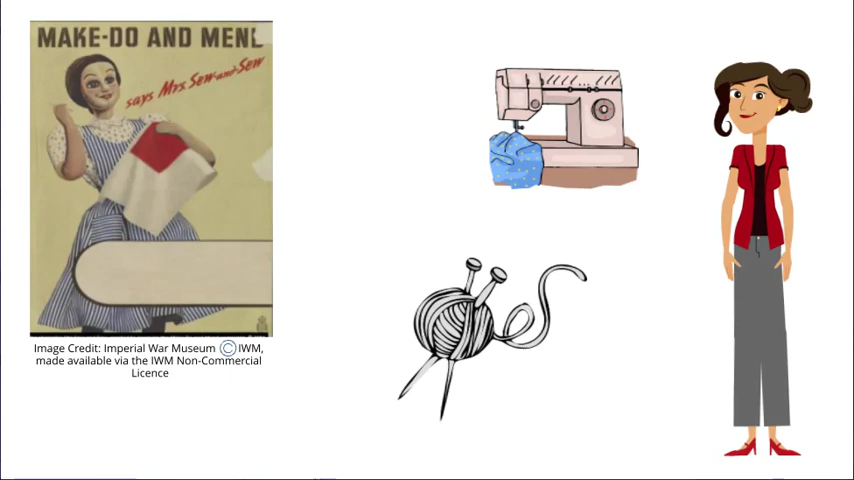 MAKE-DO AND MEND
says Mrs Sew-and-Sew
Image Credit: Imperial War Museum © IWM,
made available via the IWM Non-Commercial
Licence